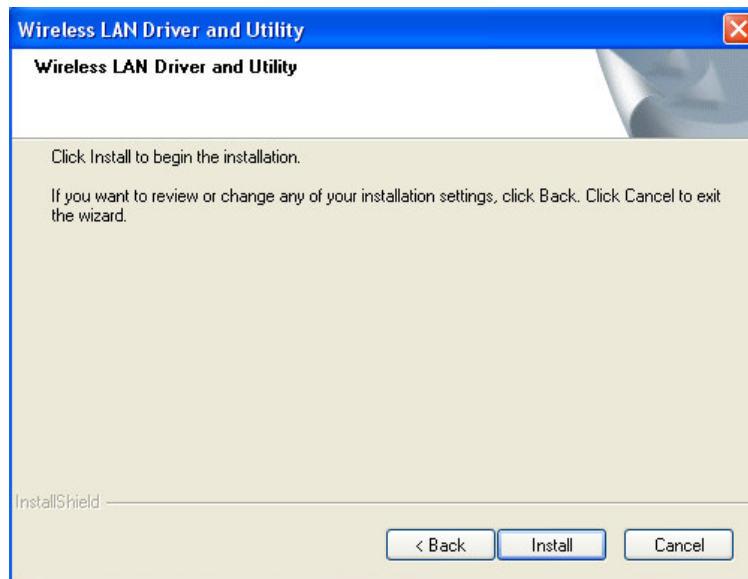 Wireless LAN Driver and Utility
Wireless LAN Driver and Utility
Click Install to begin the installation.
If you want to review or change any of your installation settings, click Back. Click Cancel to exit
the wizard.
InstallShield
< Back Install Cancel